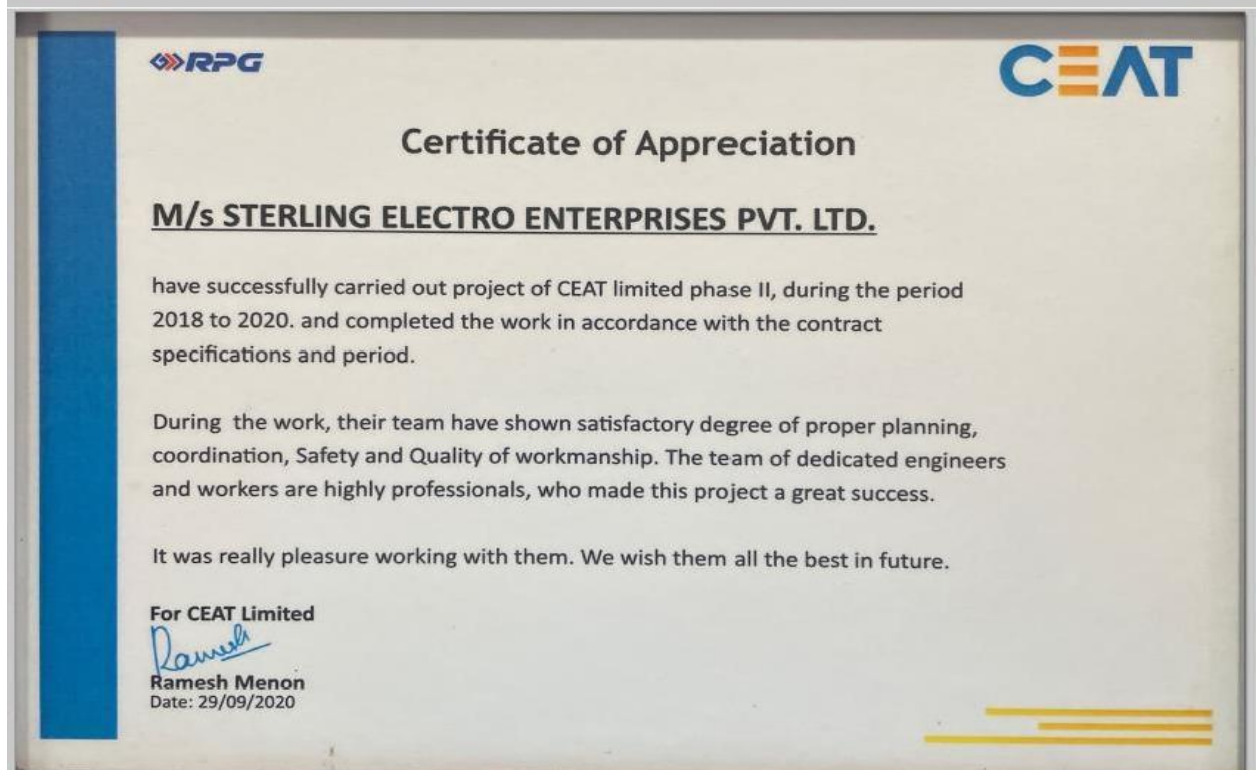 RPG
CEAT
Certificate of Appreciation
M/s STERLING ELECTRO ENTERPRISES PVT. LTD.
have successfully carried out project of CEAT limited phase II, during the period
2018 to 2020. and completed the work in accordance with the contract
specifications and period.
During the work, their team have shown satisfactory degree of proper planning,
coordination, Safety and Quality of workmanship. The team of dedicated engineers
and workers are highly professionals, who made this project a great success.
It was really pleasure working with them. We wish them all the best in future.
For CEAT Limited
Ramesh
Ramesh Menon
Date: 29/09/2020